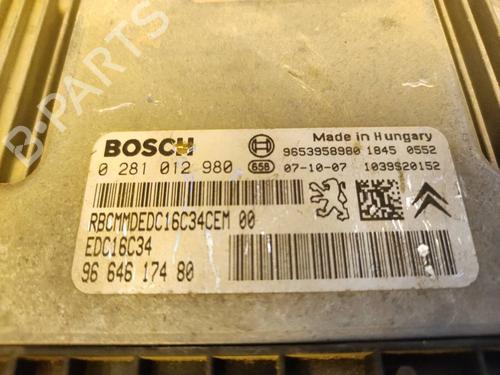 BOSCH
Made in Hungary
9653958980 1845 0552
0 281 012 980
65B 07-10-07 1039S20152
RBCMMDEDC16C34CEM 00
EDC16C34
96 646 174 80
B PARTS